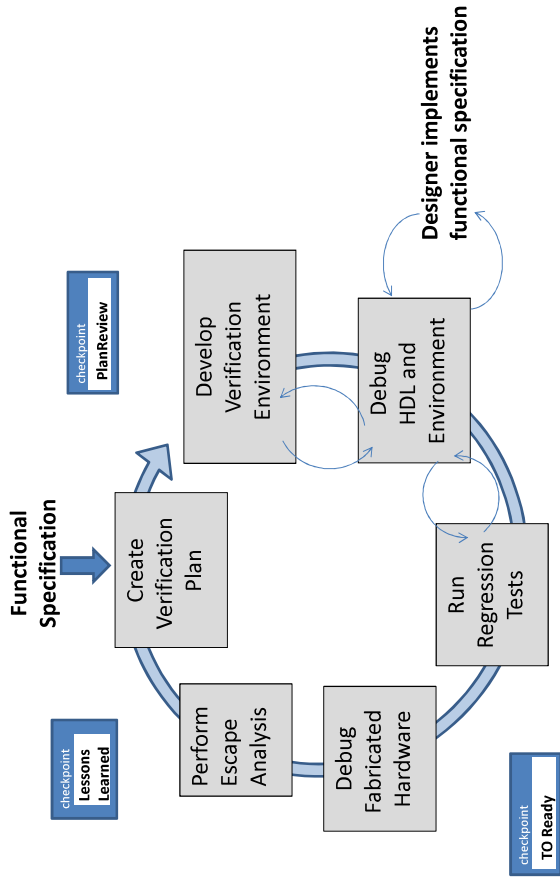 Functional
Specification
checkpoint
PlanReview
checkpoint
Lessons
Learned
Create
Verification
Plan
Develop
Verification
Environment
Perform
Escape
Analysis
Debug
HDL and
Environment
Designer implements
functional specification
Debug
Fabricated
Hardware
Run
Regression
Tests
checkpoint
TO Ready